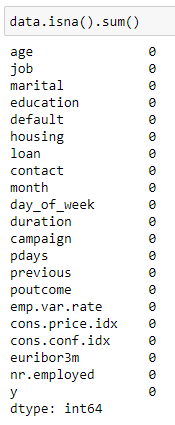 data.isna().sum()
age 0
job 0
marital 0
education 0
default 0
housing 0
loan 0
contact 0
month 0
day_of_week 0
duration 0
campaign 0
pdays 0
previous 0
poutcome 0
emp.var.rate 0
cons.price.idx 0
cons.conf.idx 0
euribor3m 0
nr.employed 0
y 0
dtype: int64